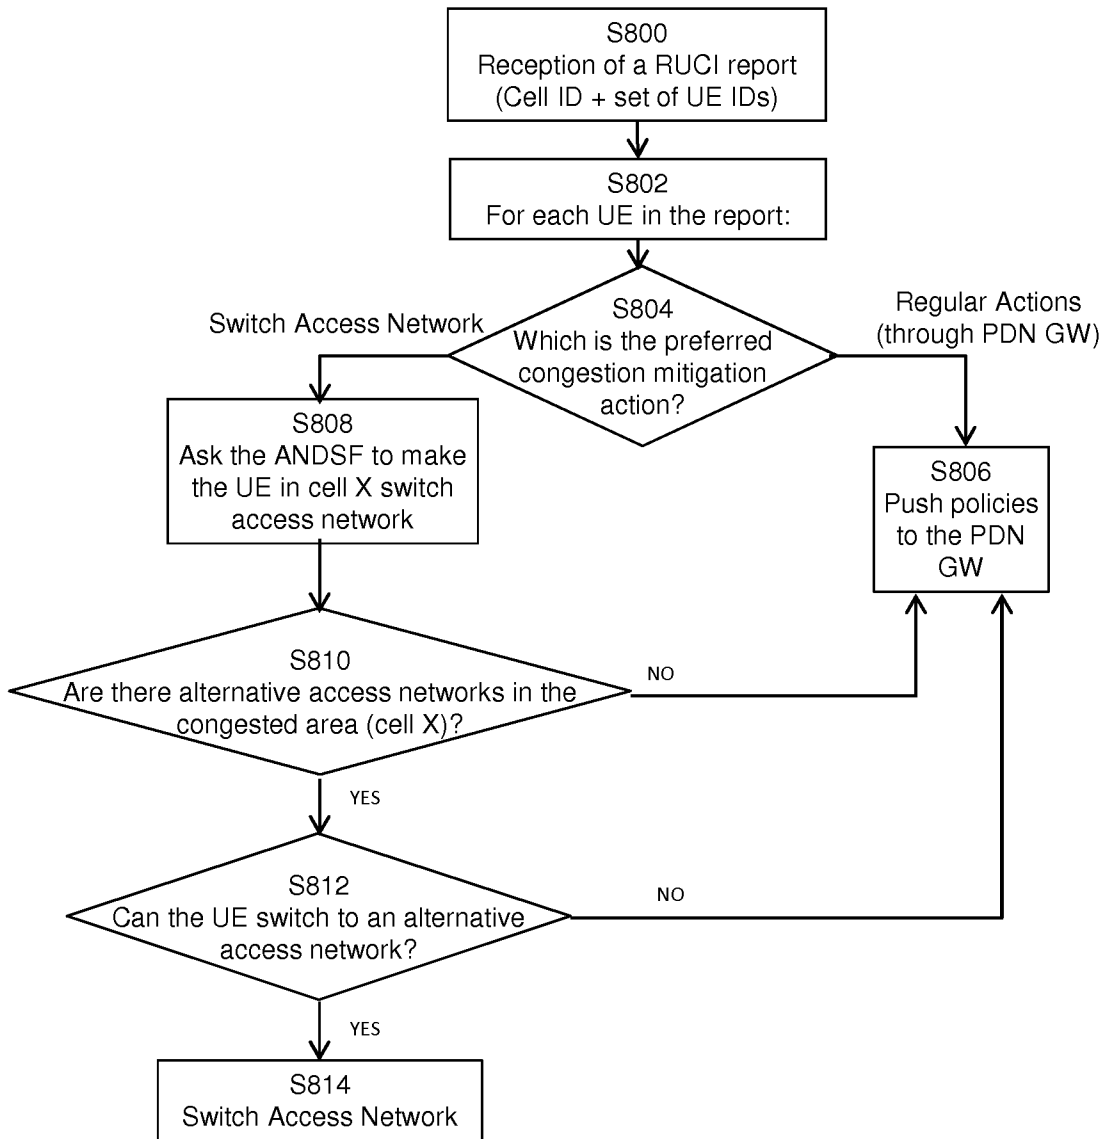 S800
Reception of a RUCI report
(Cell ID + set of UE IDs)
S802
For each UE in the report:
Switch Access Network
S804
Which is the preferred
congestion mitigation
action?
Regular Actions
(through PDN GW)
S808
Ask the ANDSF to make
the UE in cell X switch
access network
S806
Push policies
to the PDN
GW
S810
Are there alternative access networks in the
congested area (cell X)?
NO
YES
S812
Can the UE switch to an alternative
access network?
NO
YES
S814
Switch Access Network